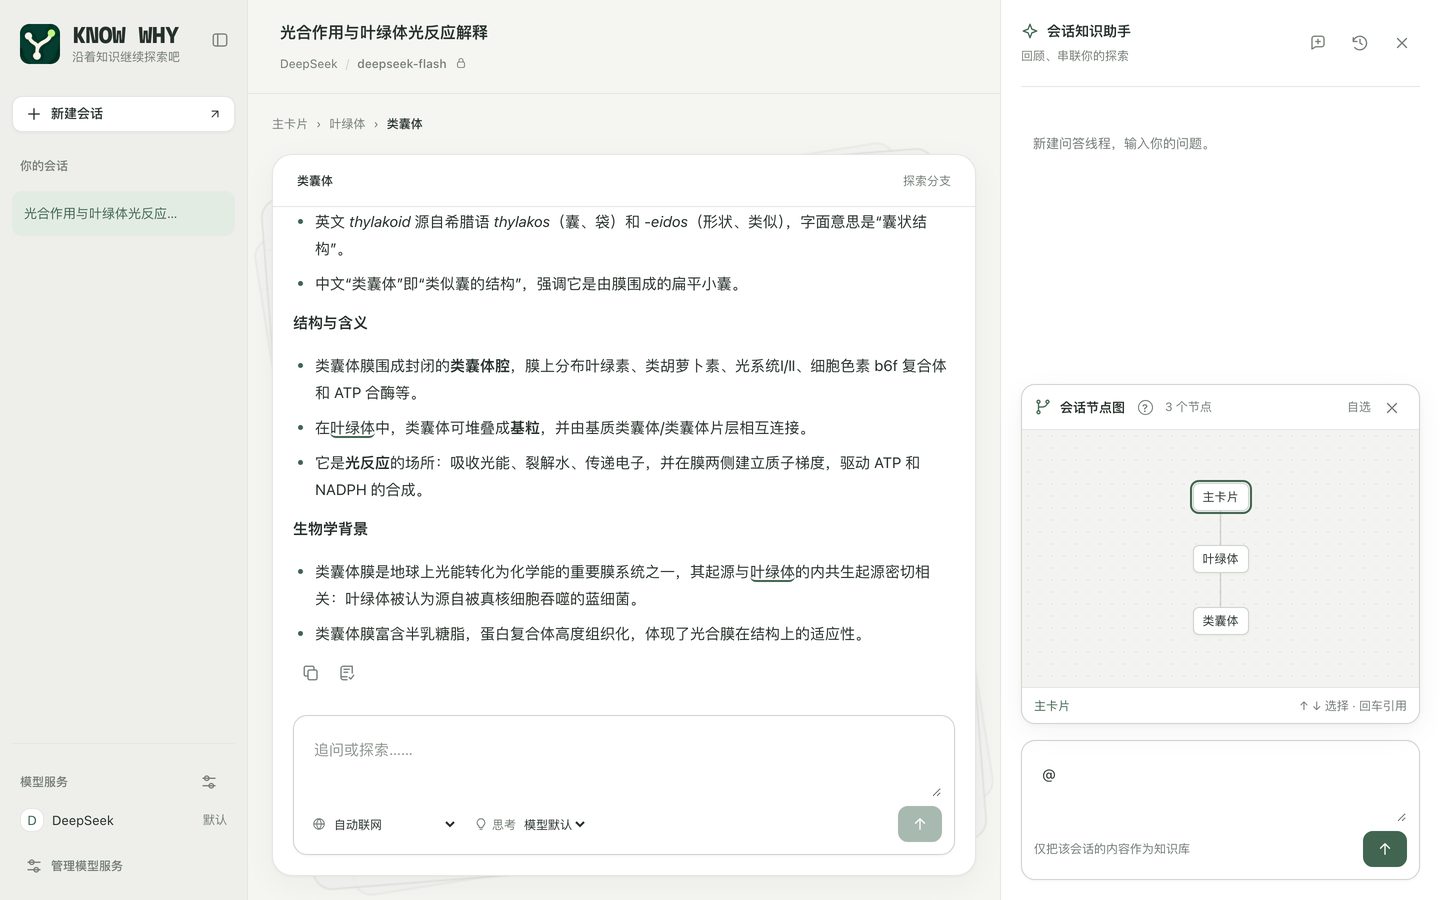 KNOW WHY
沿着知识继续探索吧
新建会话
你的会话
光合作用与叶绿体光反应...
模型服务
D DeepSeek 默认
管理模型服务
光合作用与叶绿体光反应解释
DeepSeek / deepseek-flash
主卡片 › 叶绿体 › 类囊体
类囊体 探索分支
• 英文 thylakoid 源自希腊语 thylakos（囊、袋）和 -eidos（形状、类似），字面意思是“囊状结
构”。
• 中文“类囊体”即“类似囊的结构”，强调它是由膜围成的扁平小囊。
结构与含义
• 类囊体膜围成封闭的类囊体腔，膜上分布叶绿素、类胡萝卜素、光系统I/II、细胞色素 b6f 复合体
和 ATP 合酶等。
• 在叶绿体中，类囊体可堆叠成基粒，并由基质类囊体/类囊体片层相互连接。
• 它是光反应的场所：吸收光能、裂解水、传递电子，并在膜两侧建立质子梯度，驱动 ATP 和
NADPH 的合成。
生物学背景
• 类囊体膜是地球上光能转化为化学能的重要膜系统之一，其起源与叶绿体的内共生起源密切相
关：叶绿体被认为源自被真核细胞吞噬的蓝细菌。
• 类囊体膜富含半乳糖脂，蛋白复合体高度组织化，体现了光合膜在结构上的适应性。
追问或探索……
自动联网 思考 模型默认
会话知识助手
回顾、串联你的探索
新建问答线程，输入你的问题。
会话节点图 ? 3 个节点 自选
主卡片
叶绿体
类囊体
主卡片 ↑ ↓ 选择 · 回车引用
@
仅把该会话的内容作为知识库